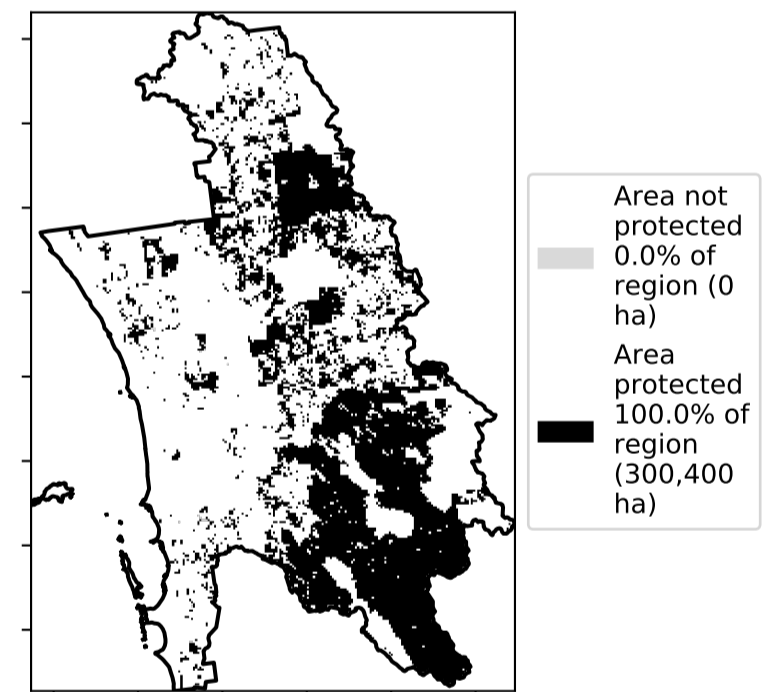 Area not
protected
0.0% of
region (0
ha)
Area
protected
100.0% of
region
(300,400
ha)